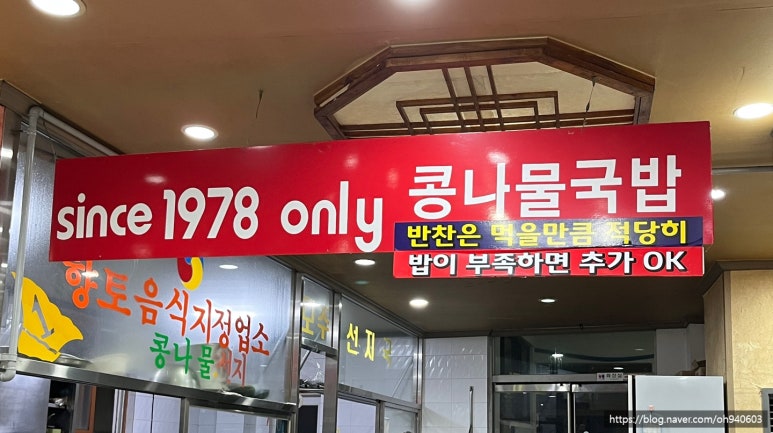 since 1978 only 콩나물국밥
반찬은 먹을만큼 적당히
밥이 부족하면 추가 OK
향토음식지정업소
콩나물
선지
https://blog.naver.com/oh940603